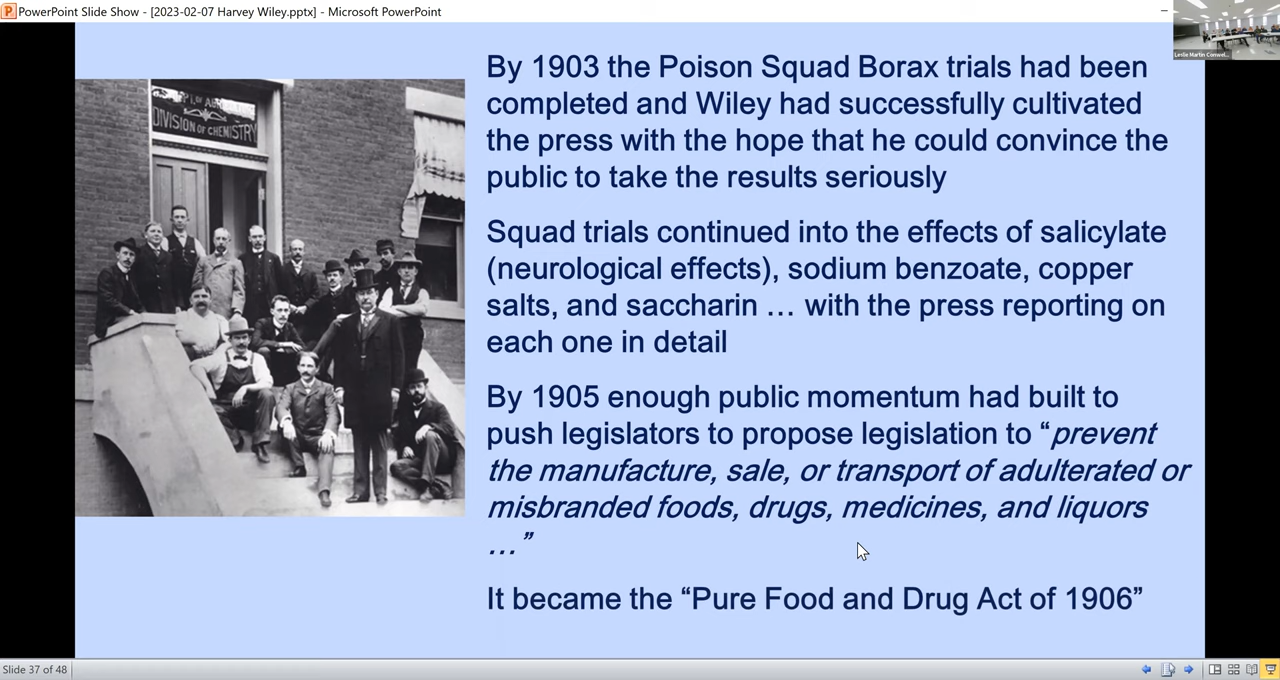 PowerPoint Slide Show - [2023-02-07 Harvey Wiley.pptx] - Microsoft PowerPoint
DIVISION OF CHEMISTRY
By 1903 the Poison Squad Borax trials had been
completed and Wiley had successfully cultivated
the press with the hope that he could convince the
public to take the results seriously
Squad trials continued into the effects of salicylate
(neurological effects), sodium benzoate, copper
salts, and saccharin … with the press reporting on
each one in detail
By 1905 enough public momentum had built to
push legislators to propose legislation to “prevent
the manufacture, sale, or transport of adulterated or
misbranded foods, drugs, medicines, and liquors
…”
It became the “Pure Food and Drug Act of 1906”
Slide 37 of 48